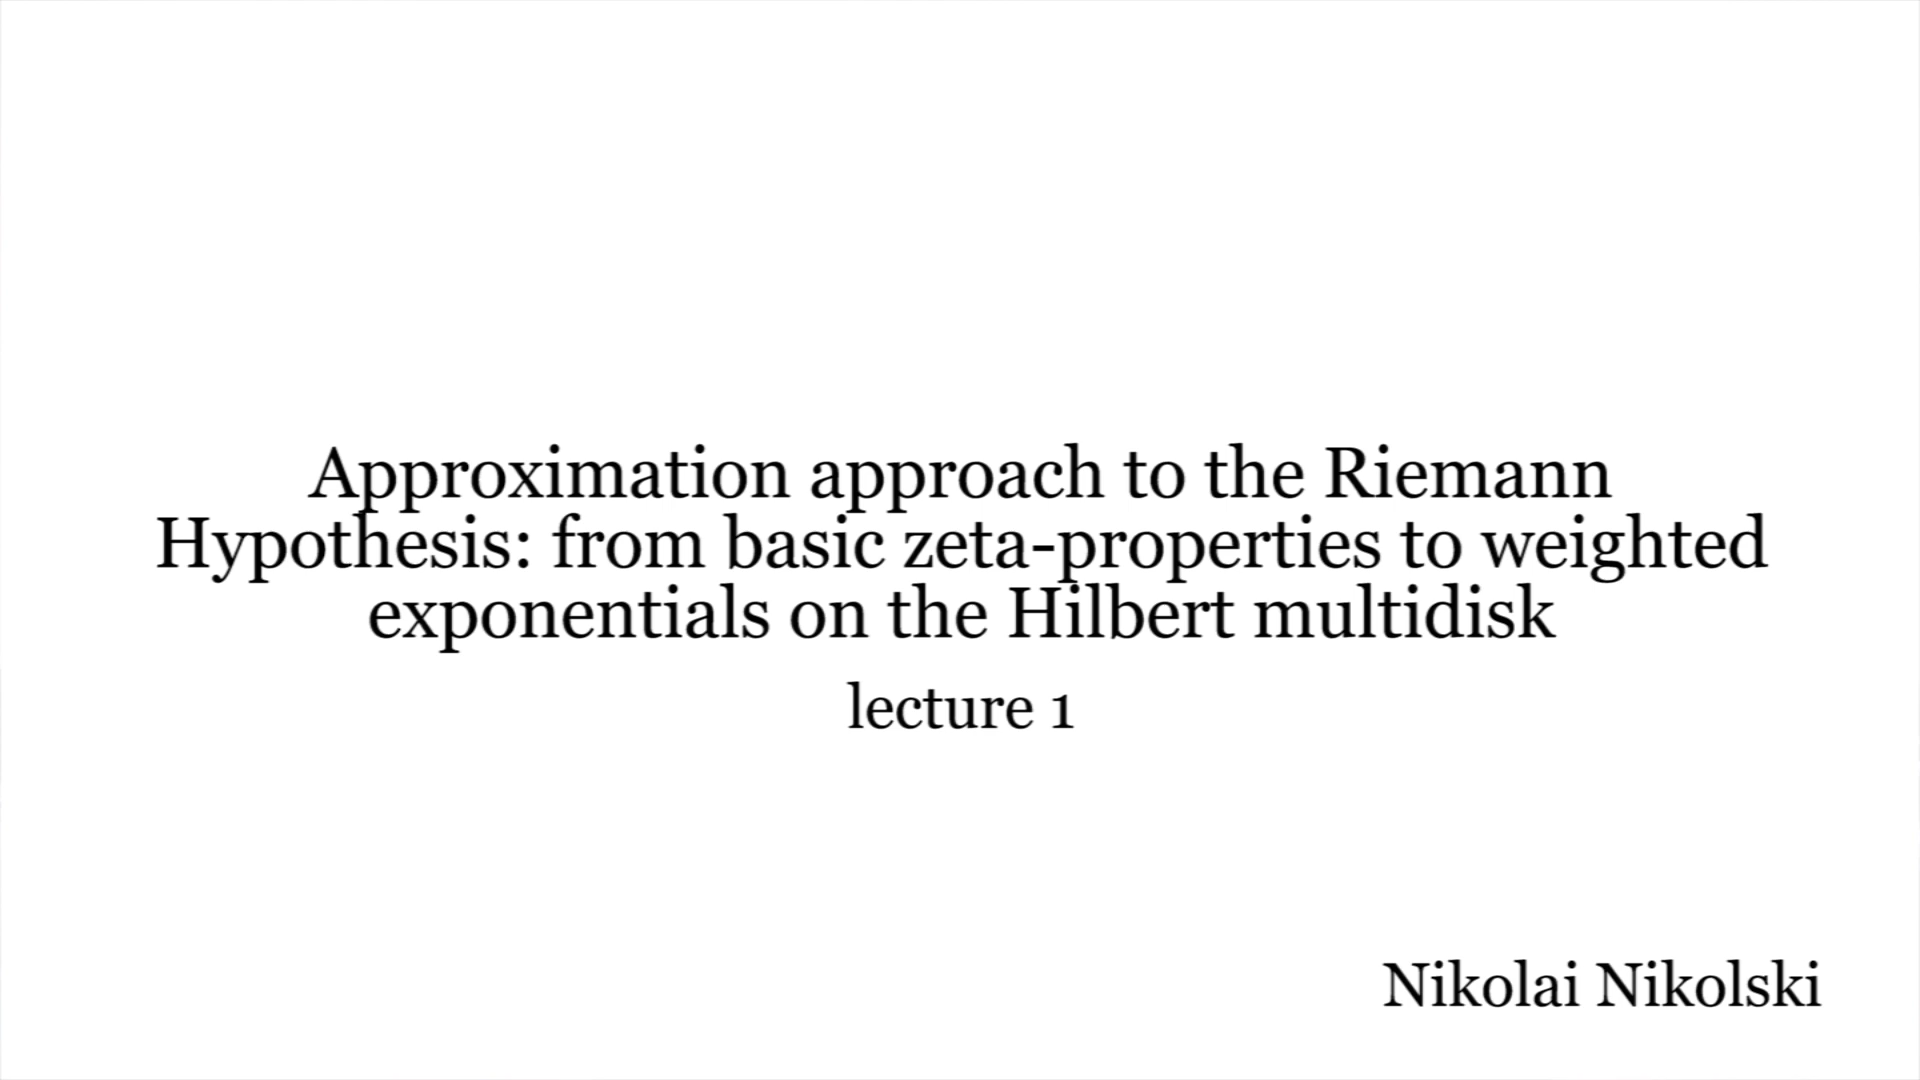 Approximation approach to the Riemann
Hypothesis: from basic zeta-properties to weighted
exponentials on the Hilbert multidisk
lecture 1
Nikolai Nikolski